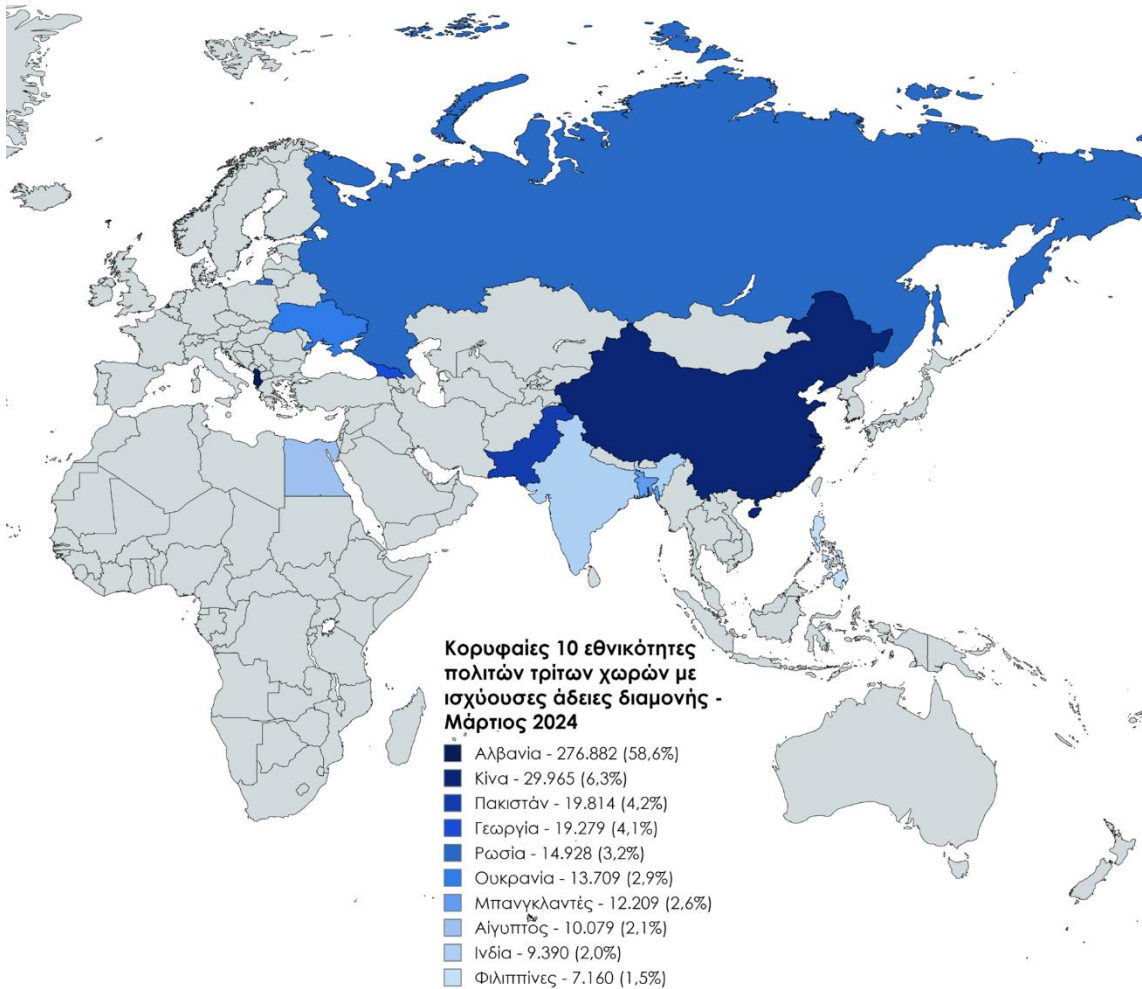 Κορυφαίες 10 εθνικότητες
πολιτών τρίτων χωρών με
ισχύουσες άδειες διαμονής -
Μάρτιος 2024
Αλβανία - 276.882 (58,6%)
Κίνα - 29.965 (6,3%)
Πακιστάν - 19.814 (4,2%)
Γεωργία - 19.279 (4,1%)
Ρωσία - 14.928 (3,2%)
Ουκρανία - 13.709 (2,9%)
Μπανγκλαντές - 12.209 (2,6%)
Αίγυπτος - 10.079 (2,1%)
Ινδία - 9.390 (2,0%)
Φιλιππίνες - 7.160 (1,5%)